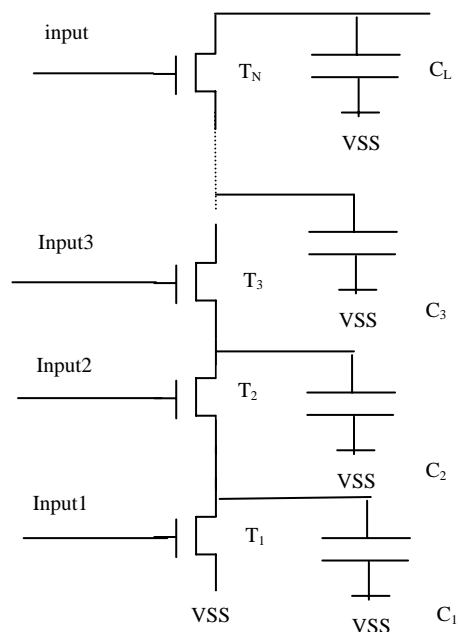 input
T_N
C_L
VSS
Input3
T_3
VSS
C_3
Input2
T_2
VSS
C_2
Input1
T_1
VSS
VSS
C_1